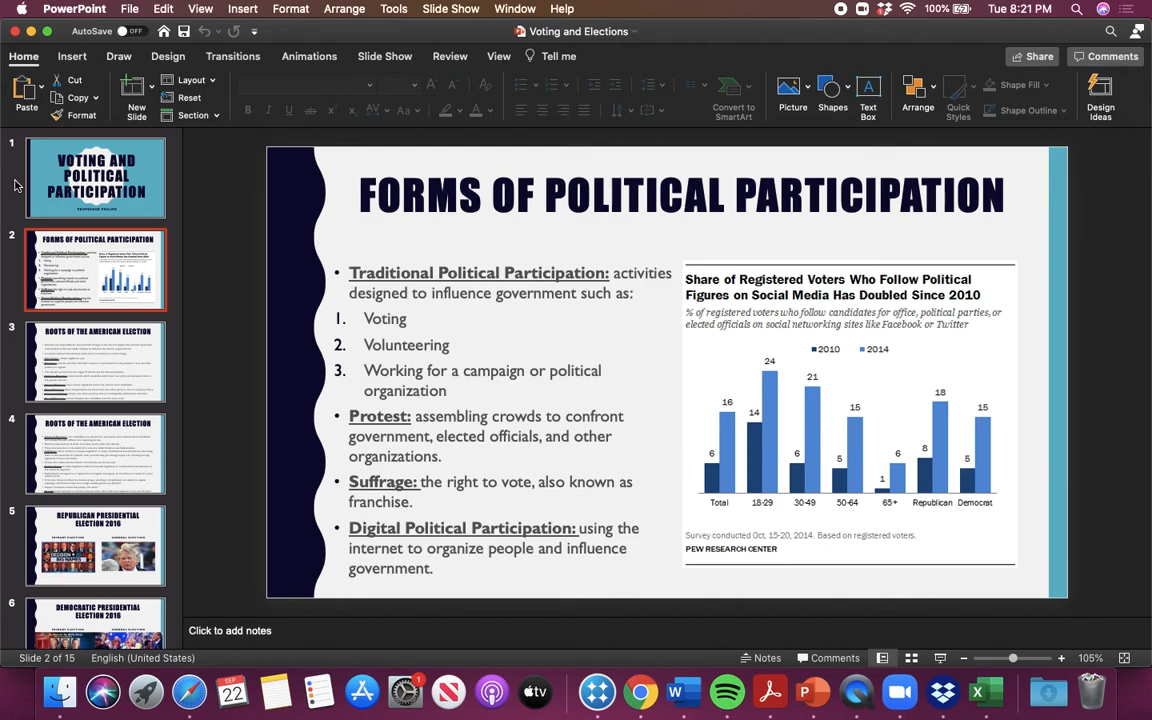 PowerPoint File Edit View Insert Format Arrange Tools Slide Show Window Help 100% Tue 8:21 PM
AutoSave OFF Voting and Elections
Home Insert Draw Design Transitions Animations Slide Show Review View Tell me Share Comments
Paste Cut Copy Format New Slide Layout Reset Section Convert to SmartArt Picture Shapes Text Box Arrange Quick Styles Shape Fill Shape Outline Design Ideas
1
VOTING AND
POLITICAL
PARTICIPATION
PROFESSOR PHILIPS
2
FORMS OF POLITICAL PARTICIPATION
3
ROOTS OF THE AMERICAN ELECTION
4
ROOTS OF THE AMERICAN ELECTION
5
REPUBLICAN PRESIDENTIAL
ELECTION 2016
6
DEMOCRATIC PRESIDENTIAL
ELECTION 2016
FORMS OF POLITICAL PARTICIPATION
• Traditional Political Participation: activities
designed to influence government such as:
1. Voting
2. Volunteering
3. Working for a campaign or political
organization
• Protest: assembling crowds to confront
government, elected officials, and other
organizations.
• Suffrage: the right to vote, also known as
franchise.
• Digital Political Participation: using the
internet to organize people and influence
government.
Share of Registered Voters Who Follow Political
Figures on Social Media Has Doubled Since 2010
% of registered voters who follow candidates for office, political parties, or
elected officials on social networking sites like Facebook or Twitter
2010 2014
6 16 14 24 6 21 5 15 1 6 8 18 5 15
Total 18-29 30-49 50-64 65+ Republican Democrat
Survey conducted Oct. 15-20, 2014. Based on registered voters.
PEW RESEARCH CENTER
Click to add notes
Slide 2 of 15 English (United States) Notes Comments 105%
SEP
22
1
tv